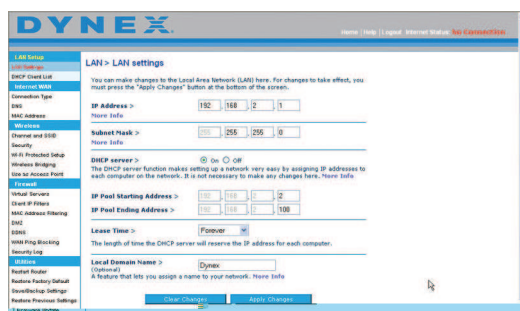 DYNEX
Home | Help | Logout Internet Status: No Connection
LAN Setup
LAN Settings
DHCP Client List
Internet WAN
Connection Type
DNS
MAC Address
Wireless
Channel and SSID
Security
Wi-Fi Protected Setup
Wireless Bridging
Use as Access Point
Firewall
Virtual Servers
Client IP Filters
MAC Address Filtering
DMZ
DDNS
WAN Ping Blocking
Security Log
Utilities
Restart Router
Restore Factory Default
Save/Backup Settings
Restore Previous Settings
Firmware Update
LAN > LAN settings
You can make changes to the Local Area Network (LAN) here. For changes to take effect, you
must press the "Apply Changes" button at the bottom of the screen.
IP Address > 192 . 168 . 2 . 1
More Info
Subnet Mask > 255 . 255 . 255 . 0
More Info
DHCP server > On Off
The DHCP server function makes setting up a network very easy by assigning IP addresses to
each computer on the network. It is not necessary to make any changes here. More Info
IP Pool Starting Address > 192 . 168 . 2 . 2
IP Pool Ending Address > 192 . 168 . 2 . 100
Lease Time > Forever
The length of time the DHCP server will reserve the IP address for each computer.
Local Domain Name > Dynex
(Optional)
A feature that lets you assign a name to your network. More Info
Clear Changes Apply Changes